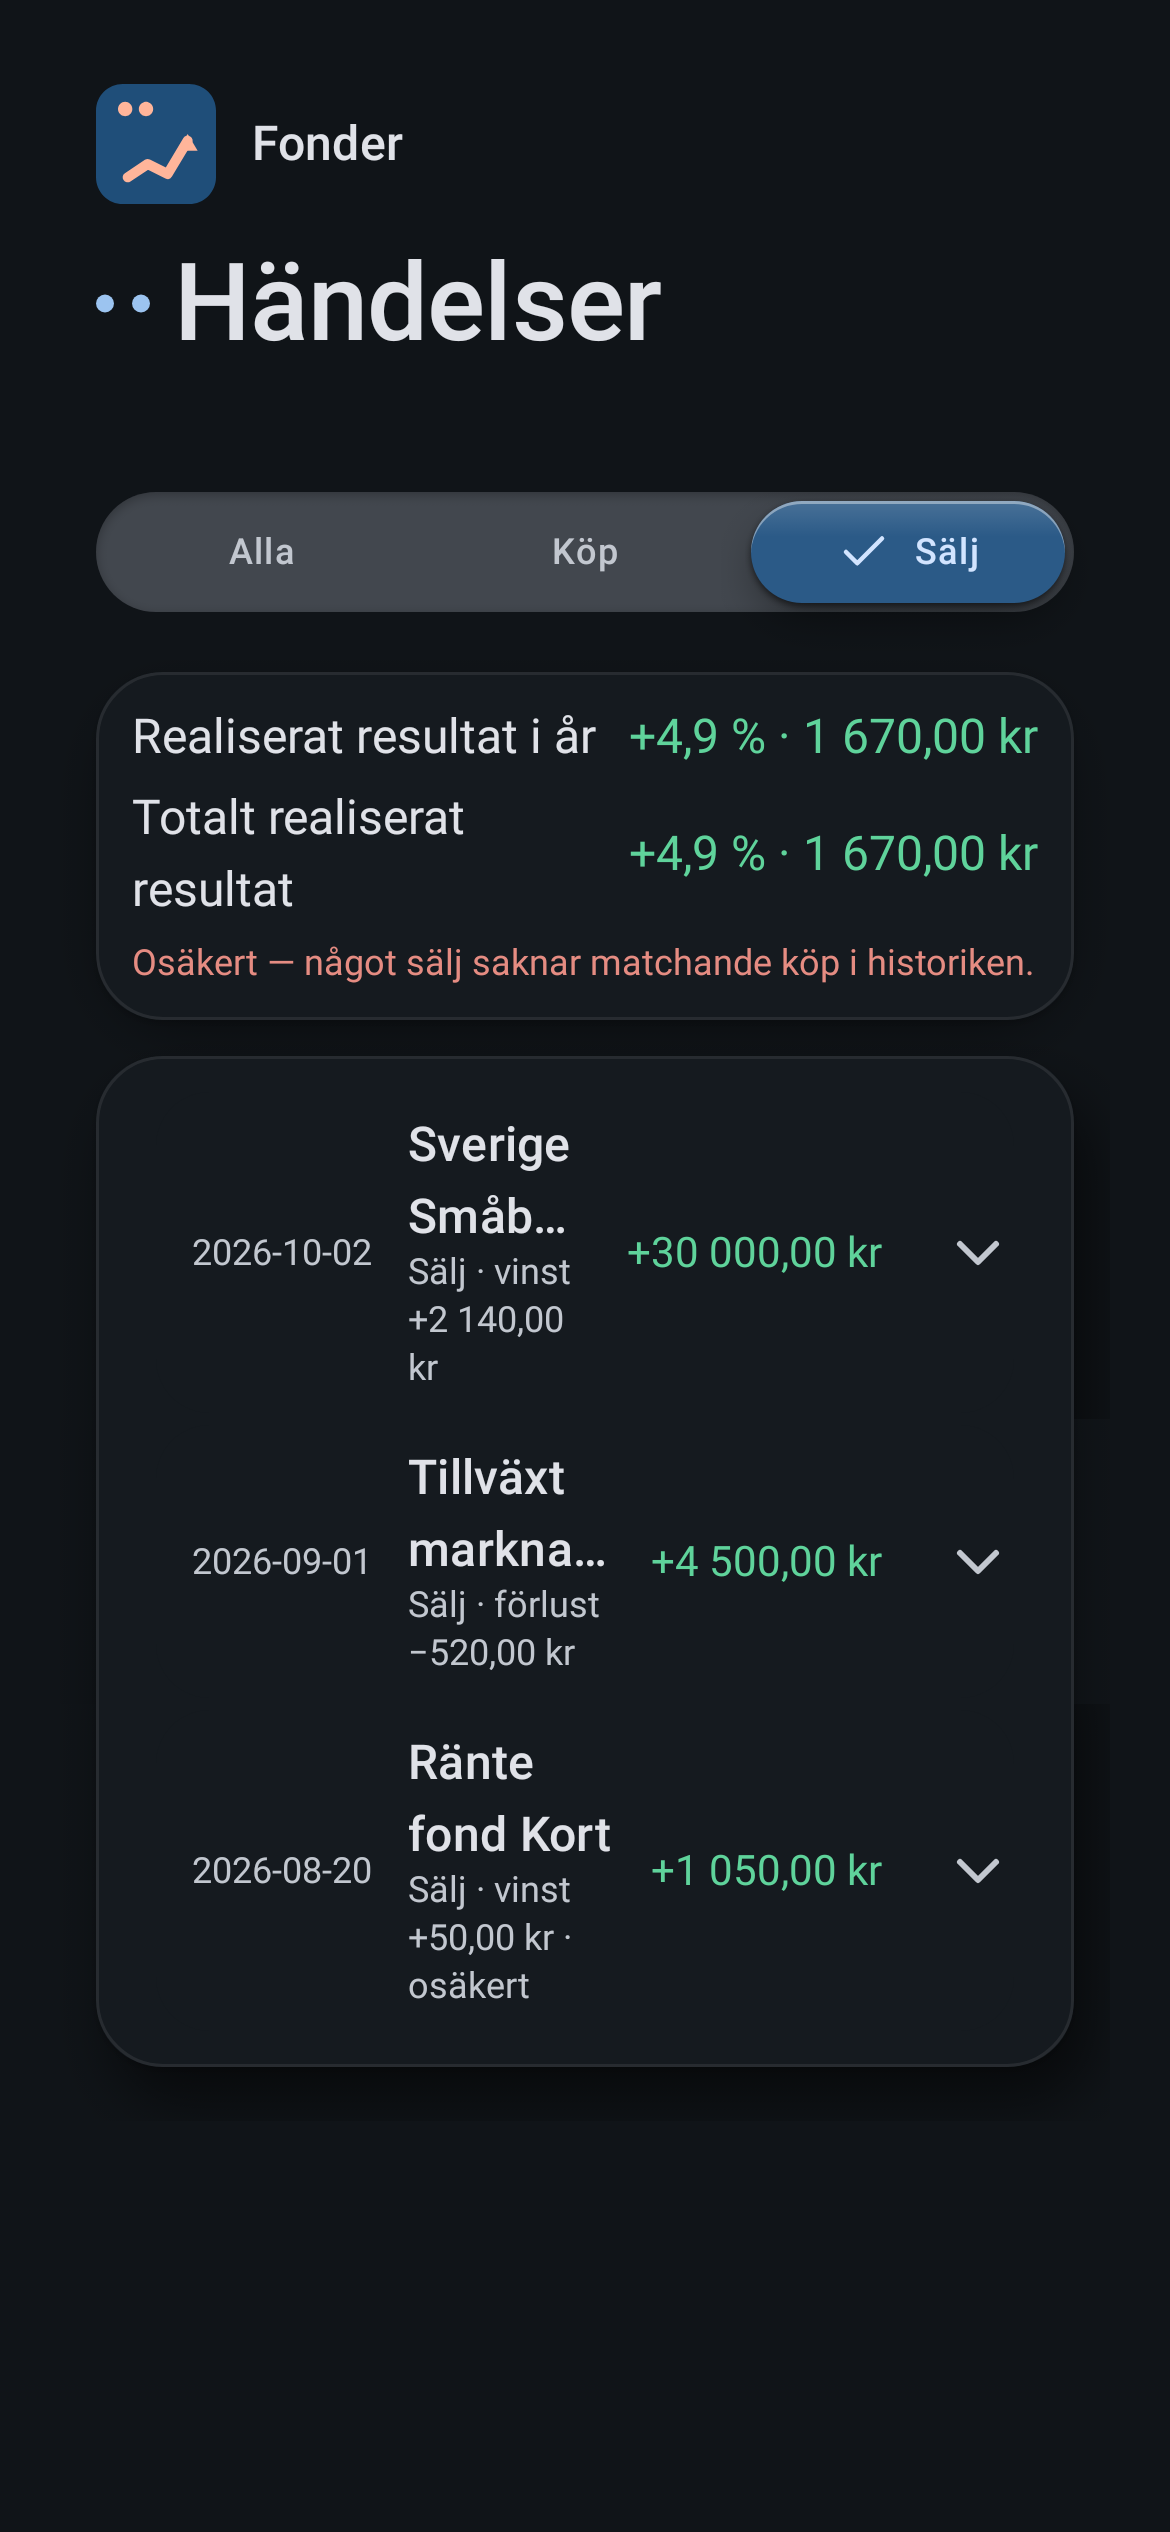 Fonder
Händelser
Alla
Köp
Sälj
Realiserat resultat i år
+4,9 % · 1 670,00 kr
Totalt realiserat
resultat
+4,9 % · 1 670,00 kr
Osäkert — något sälj saknar matchande köp i historiken.
2026-10-02
Sverige
Småb…
Sälj · vinst
+2 140,00
kr
+30 000,00 kr
2026-09-01
Tillväxt
markna…
Sälj · förlust
−520,00 kr
+4 500,00 kr
2026-08-20
Ränte
fond Kort
Sälj · vinst
+50,00 kr ·
osäkert
+1 050,00 kr